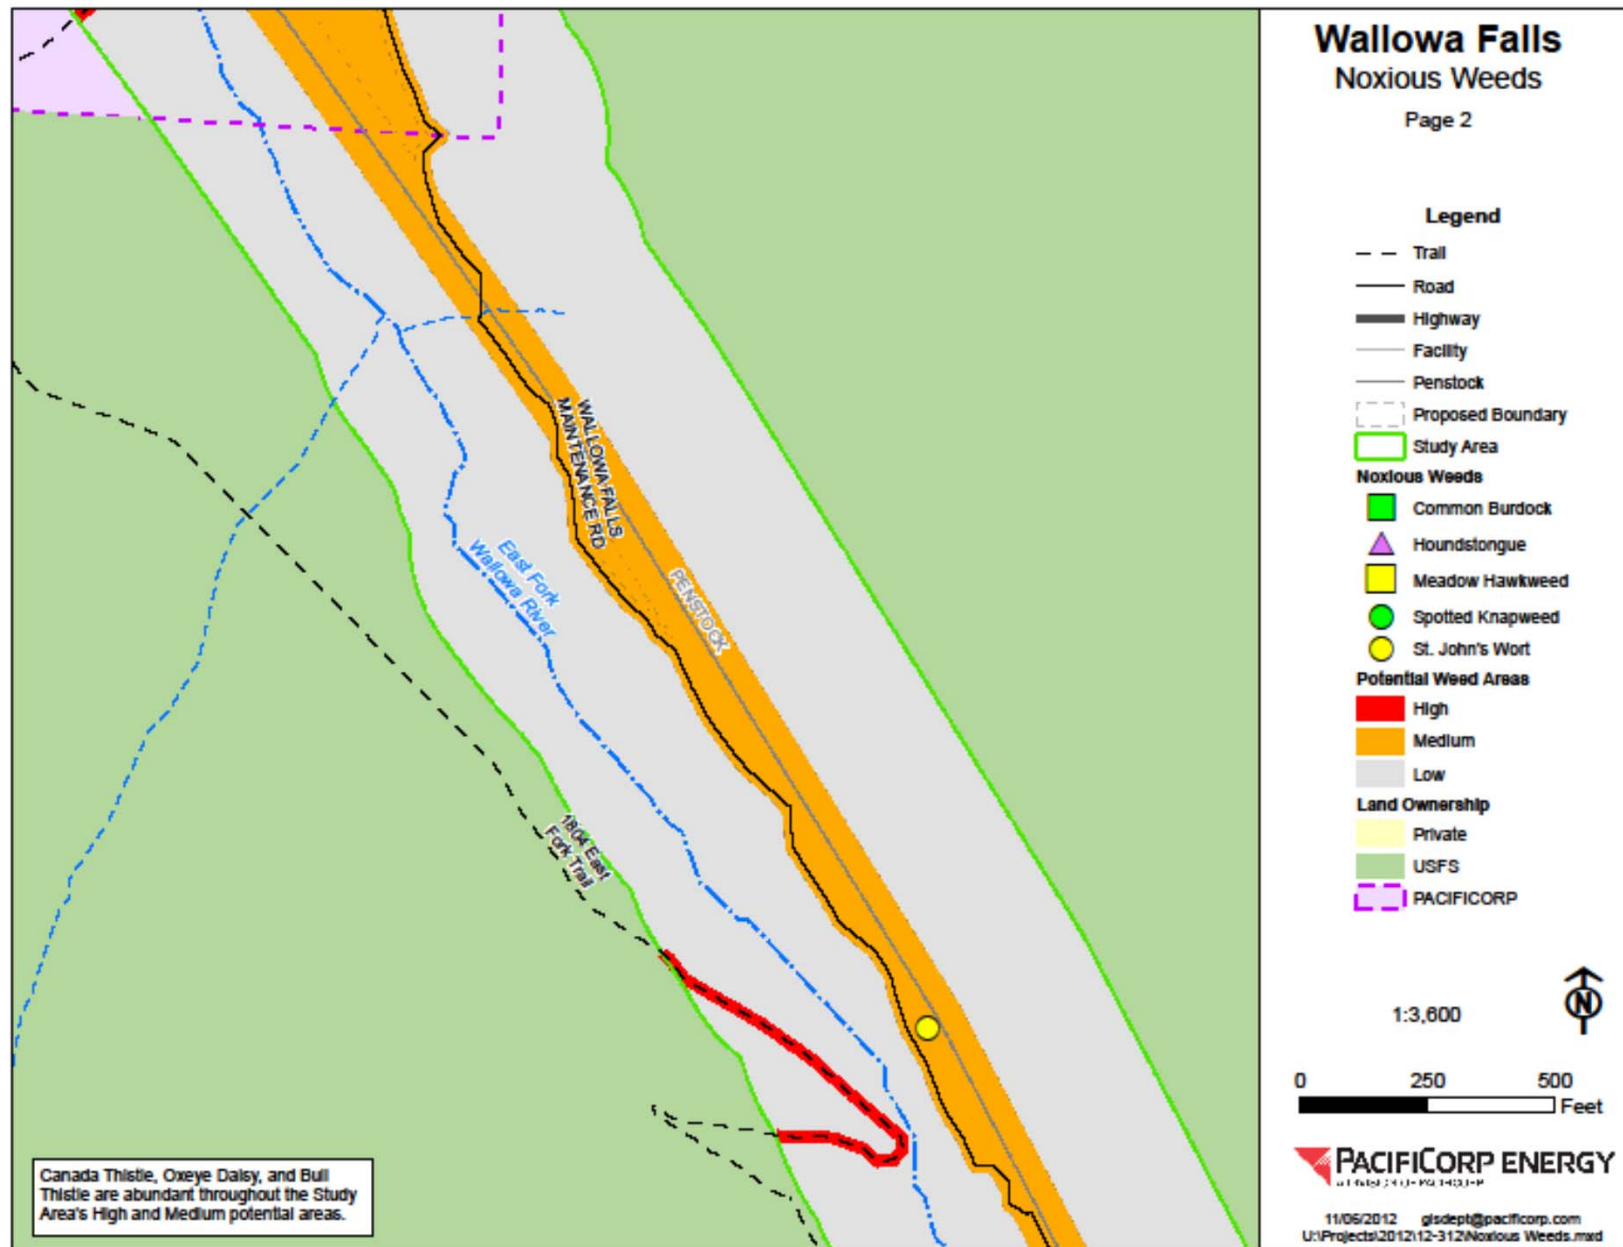 Wallowa Falls
Noxious Weeds
Page 2
Legend
Trail
Road
Highway
Facility
Penstock
Proposed Boundary
Study Area
Noxious Weeds
Common Burdock
Houndstongue
Meadow Hawkweed
Spotted Knapweed
St. John's Wort
Potential Weed Areas
High
Medium
Low
Land Ownership
Private
USFS
PACIFICORP
1:3,600
N
0 250 500
Feet
PACIFICORP ENERGY
A DIVISION OF PACIFICORP
11/06/2012 gisdept@pacificorp.com
U:\Projects\2012\12-312\Noxious Weeds.mxd
WALLOWA FALLS
MAINTENANCE RD
East Fork
Wallowa River
PENSTOCK
1804 East
Fork Trail
Canada Thistle, Oxeye Daisy, and Bull
Thistle are abundant throughout the Study
Area's High and Medium potential areas.